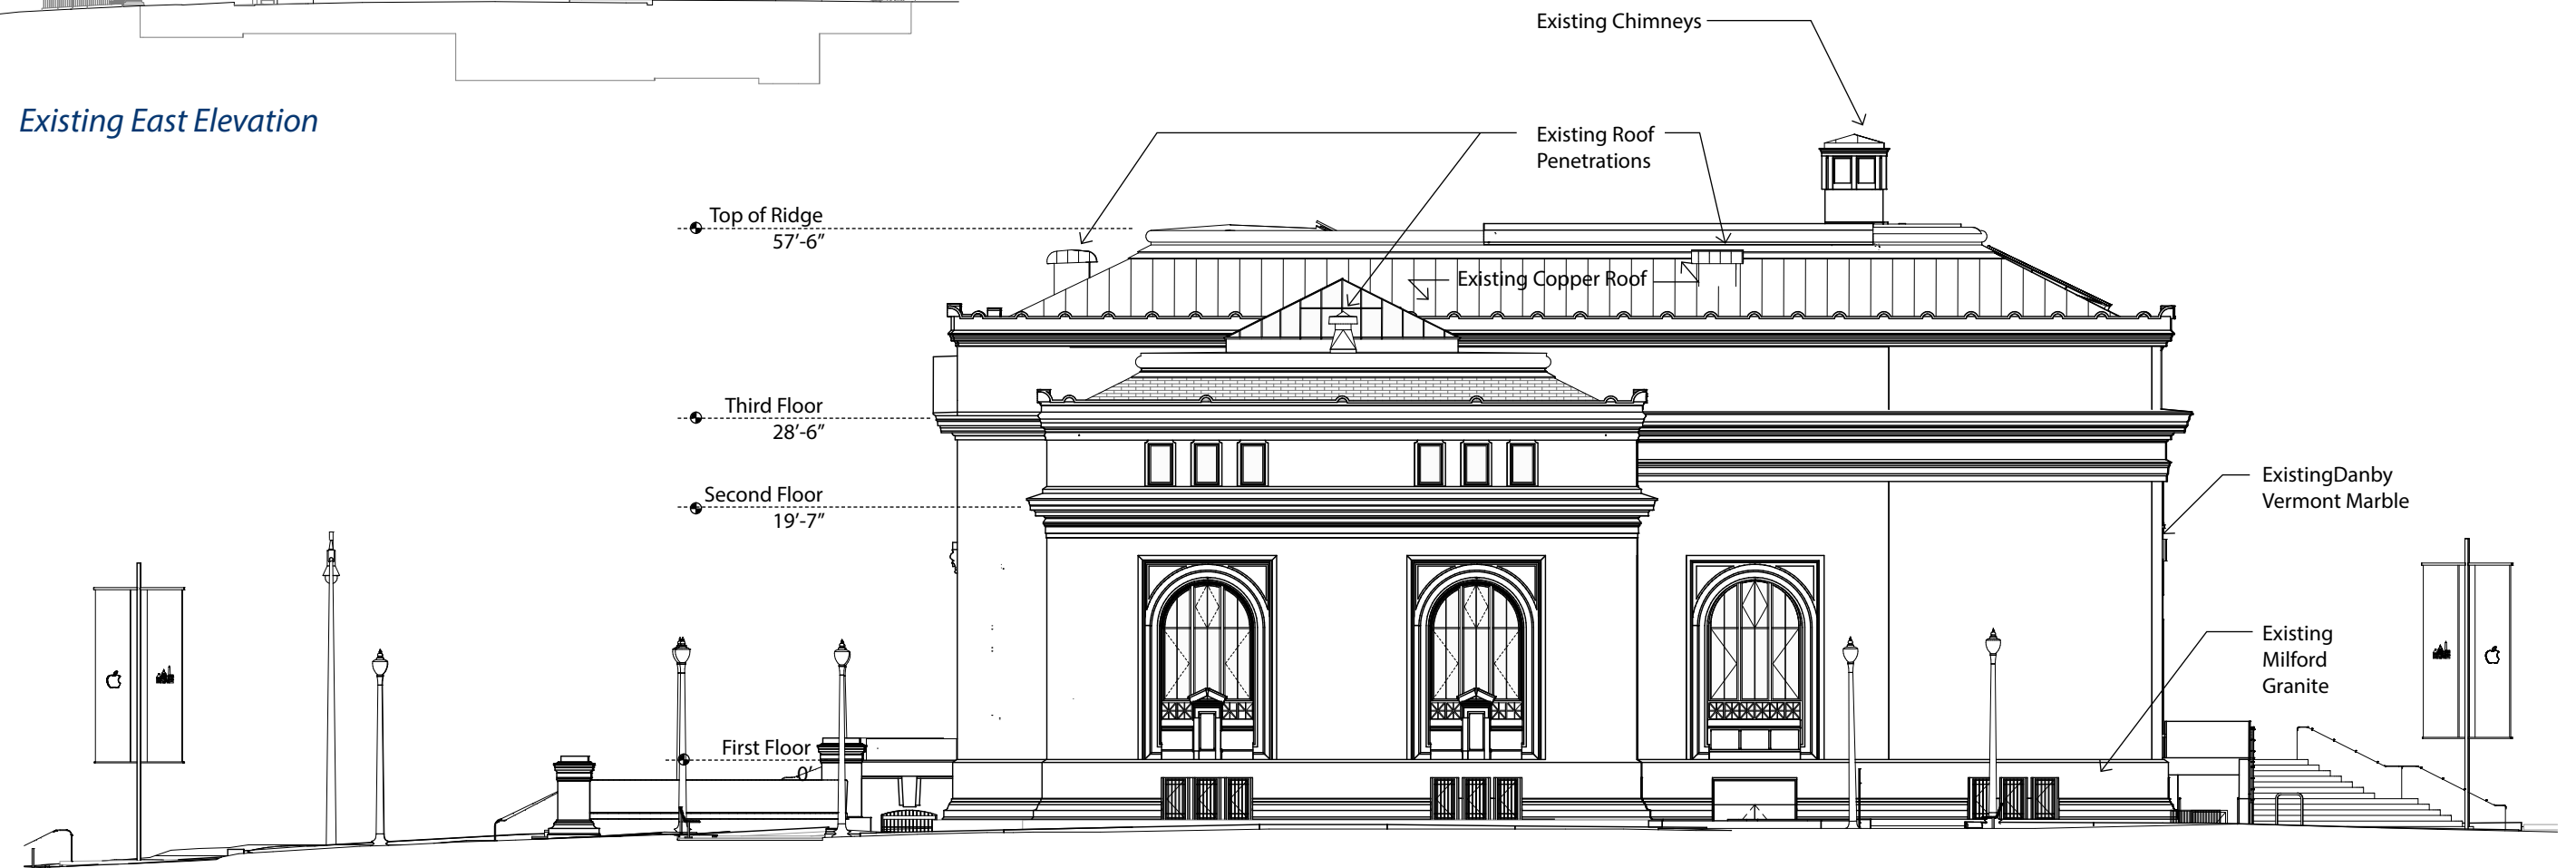 Existing Chimneys
Existing East Elevation
Existing Roof
Penetrations
Top of Ridge
57’-6”
Existing Copper Roof
Third Floor
28’-6”
Second Floor
19’-7”
ExistingDanby
Vermont Marble
Existing
Milford
Granite
First Floor
0’